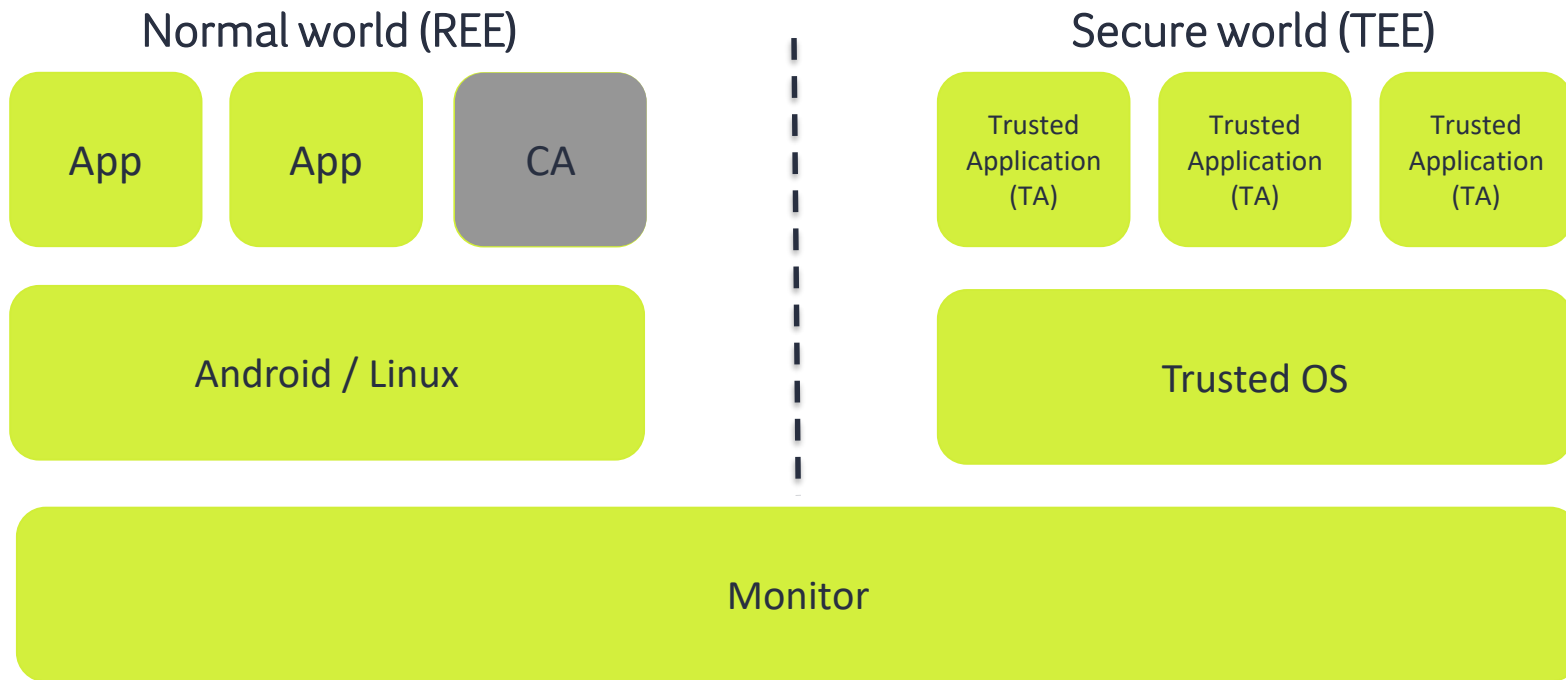 Normal world (REE)
Secure world (TEE)
App
App
CA
Trusted
Application
(TA)
Trusted
Application
(TA)
Trusted
Application
(TA)
Android / Linux
Trusted OS
Monitor